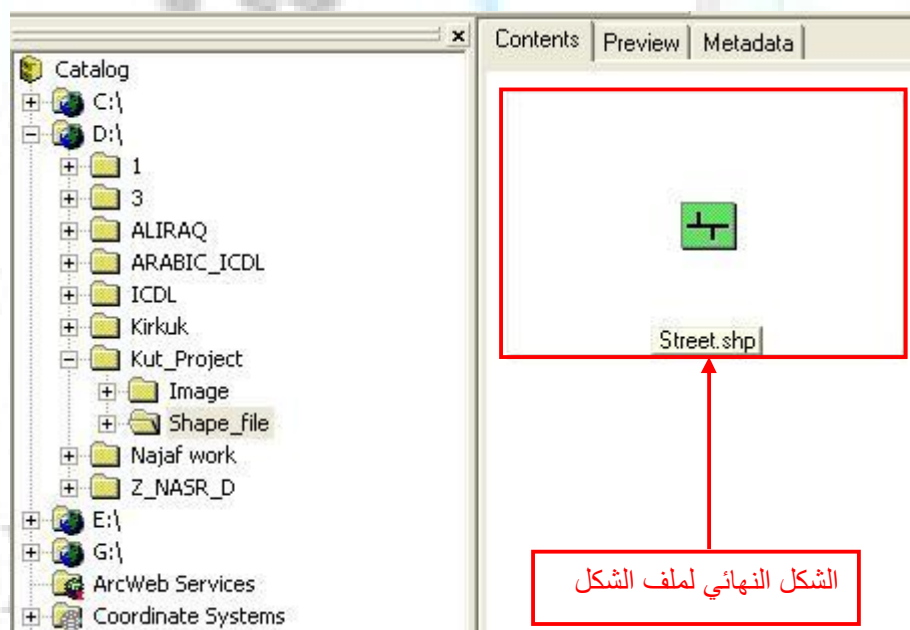 Catalog
C:\
D:\
1
3
ALIRAQ
ARABIC_ICDL
ICDL
Kirkuk
Kut_Project
Image
Shape_file
Najaf work
Z_NASR_D
E:\
G:\
ArcWeb Services
Coordinate Systems
Contents Preview Metadata
Street.shp
الشكل النهائي لملف الشكل